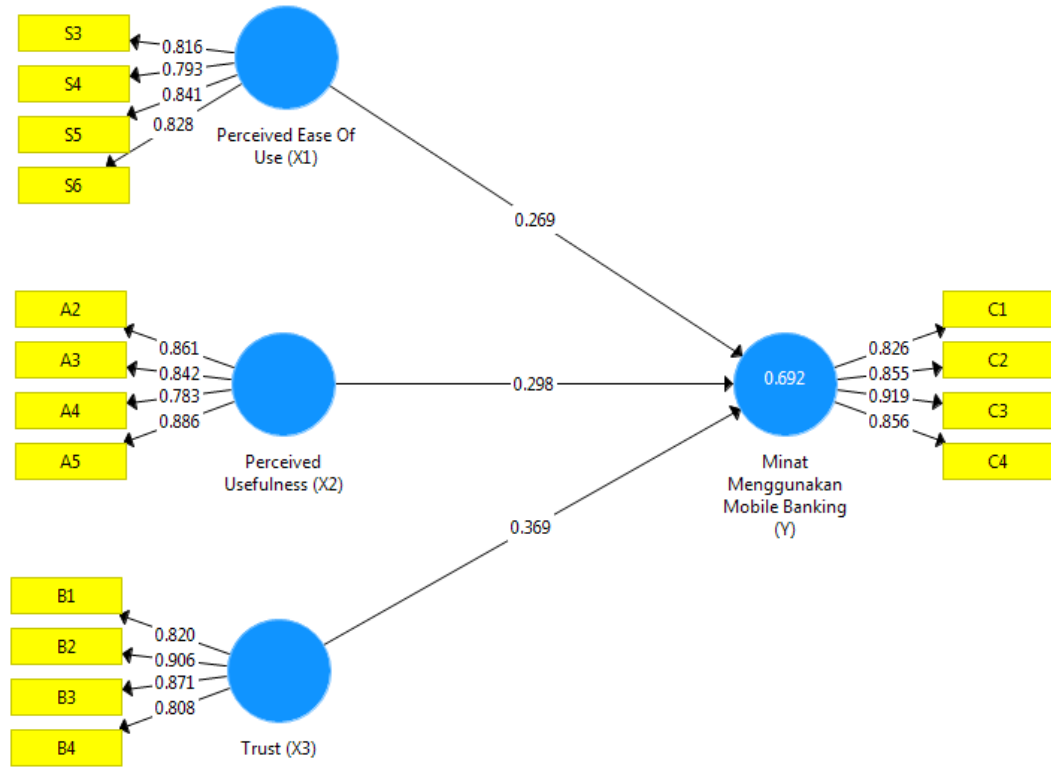 S3
S4
S5
S6
0.816
0.793
0.841
0.828
Perceived Ease Of
Use (X1)
0.269
A2
A3
A4
A5
0.861
0.842
0.783
0.886
Perceived
Usefulness (X2)
0.298
B1
B2
B3
B4
0.820
0.906
0.871
0.808
Trust (X3)
0.369
0.692
Minat
Menggunakan
Mobile Banking
(Y)
0.826
0.855
0.919
0.856
C1
C2
C3
C4